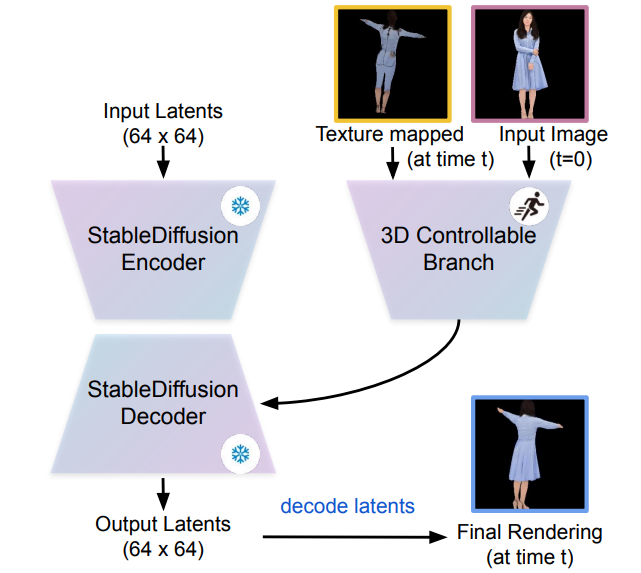 Input Latents
(64 x 64)
Texture mapped
(at time t)
Input Image
(t=0)
StableDiffusion
Encoder
3D Controllable
Branch
StableDiffusion
Decoder
Output Latents
(64 x 64)
decode latents
Final Rendering
(at time t)